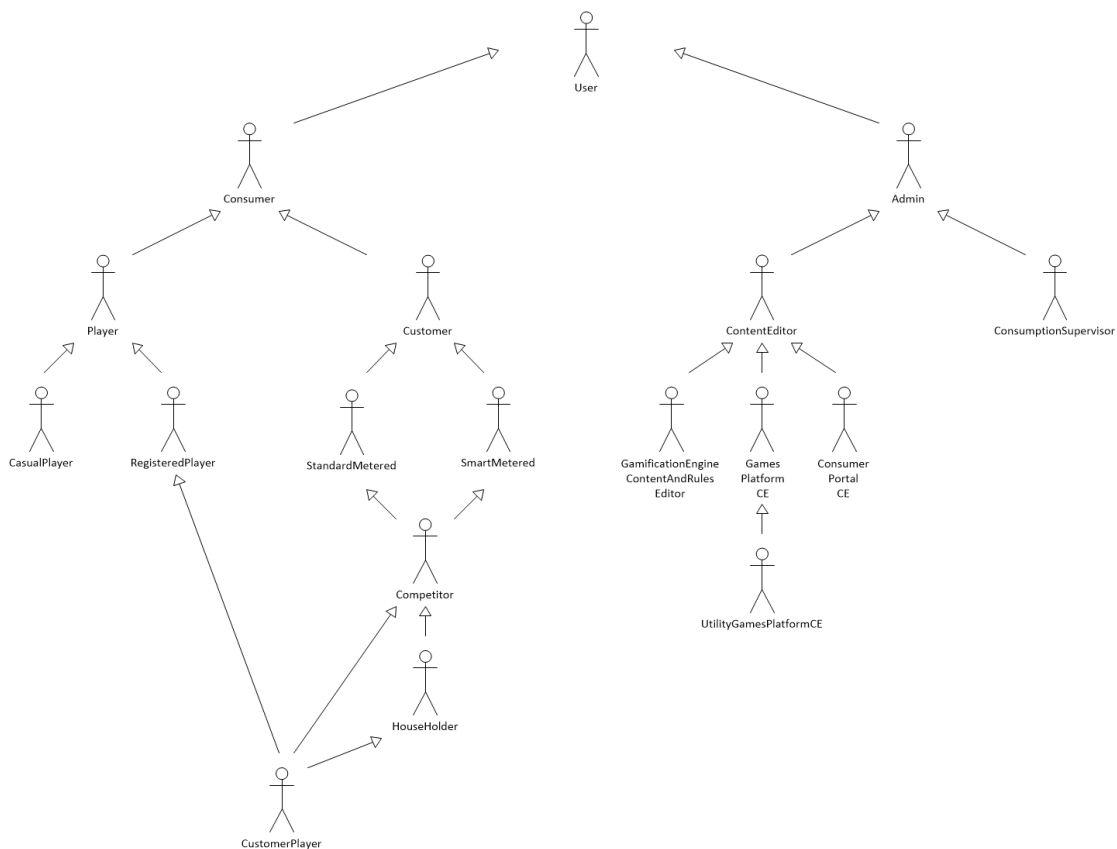 User
Consumer
Admin
Player
Customer
ContentEditor
ConsumptionSupervisor
CasualPlayer
RegisteredPlayer
StandardMetered
SmartMetered
GamificationEngine
ContentAndRules
Editor
Games
Platform
CE
Consumer
Portal
CE
Competitor
UtilityGamesPlatformCE
HouseHolder
CustomerPlayer